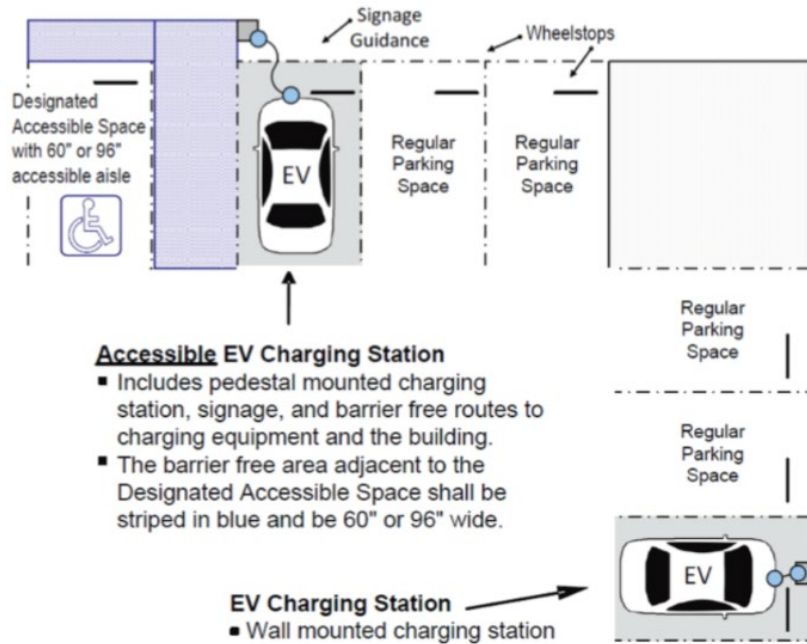 Signage
Guidance
Wheelstops
Designated
Accessible Space
with 60" or 96"
accessible aisle
EV
Regular
Parking
Space
Regular
Parking
Space
Regular
Parking
Space
Accessible EV Charging Station
▪ Includes pedestal mounted charging
station, signage, and barrier free routes to
charging equipment and the building.
▪ The barrier free area adjacent to the
Designated Accessible Space shall be
striped in blue and be 60" or 96" wide.
Regular
Parking
Space
EV
EV Charging Station
▪ Wall mounted charging station